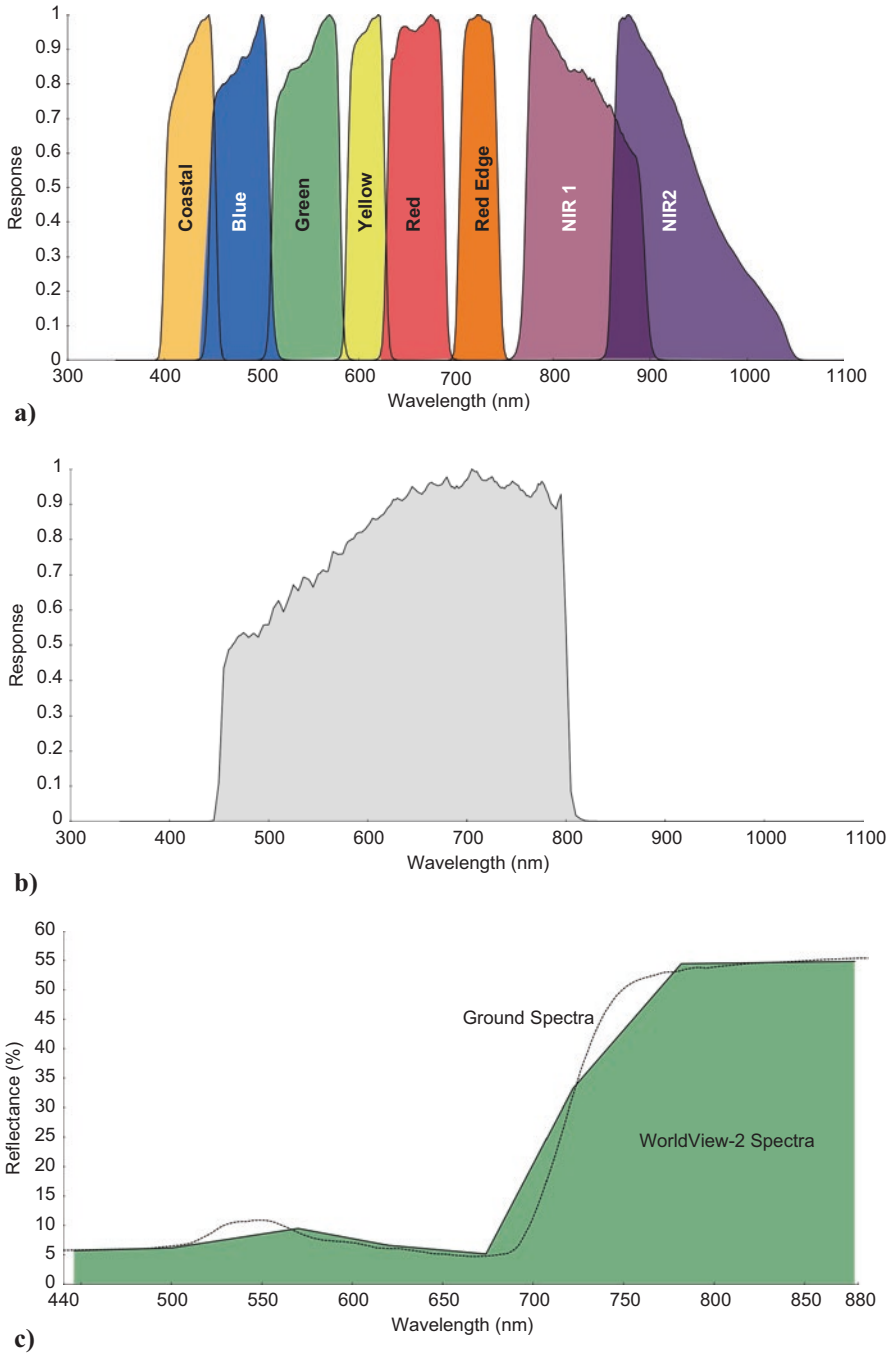 1
0.9
0.8
0.7
0.6
0.5
0.4
0.3
0.2
0.1
0
Response
Coastal
Blue
Green
Yellow
Red
Red Edge
NIR 1
NIR2
300 400 500 600 700 800 900 1000 1100
Wavelength (nm)
a)
1
0.9
0.8
0.7
0.6
0.5
0.4
0.3
0.2
0.1
0
Response
300 400 500 600 700 800 900 1000 1100
Wavelength (nm)
b)
60
55
50
45
40
35
30
25
20
15
10
5
0
Reflectance (%)
Ground Spectra
WorldView-2 Spectra
440 500 550 600 650 700 750 800 850 880
Wavelength (nm)
c)